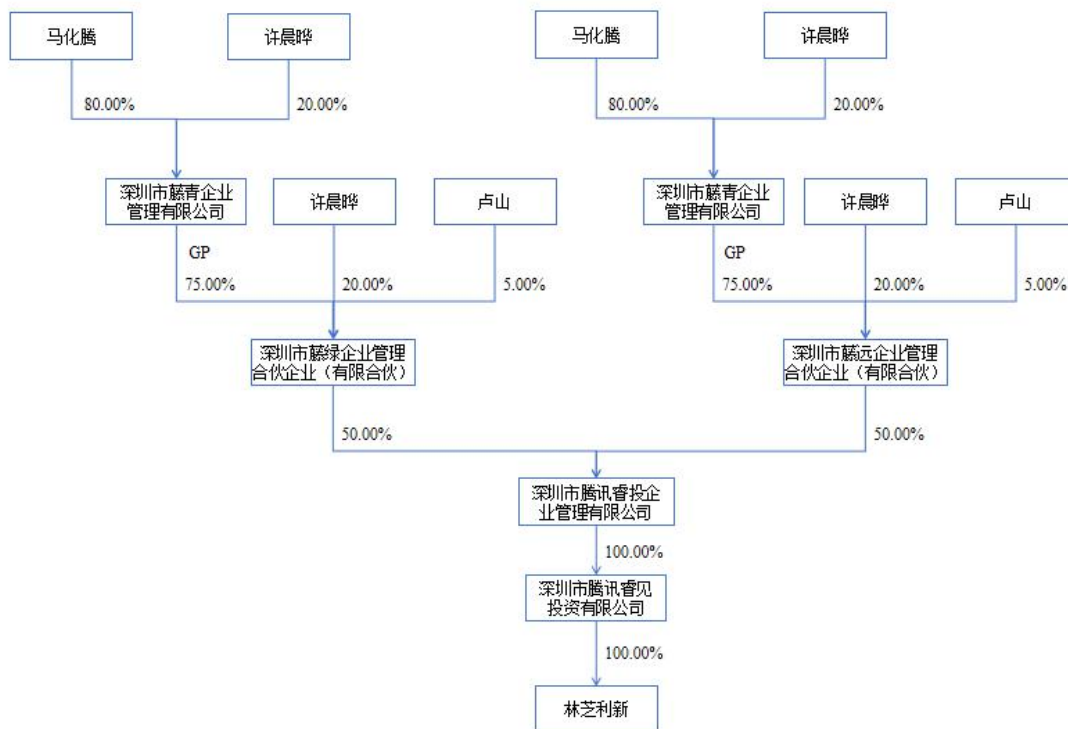 马化腾
许晨晔
马化腾
许晨晔
80.00%
20.00%
80.00%
20.00%
深圳市藤青企业
管理有限公司
许晨晔
卢山
深圳市藤青企业
管理有限公司
许晨晔
卢山
GP
75.00%
20.00%
5.00%
GP
75.00%
20.00%
5.00%
深圳市藤绿企业管理
合伙企业（有限合伙）
深圳市藤远企业管理
合伙企业（有限合伙）
50.00%
50.00%
深圳市腾讯睿投企
业管理有限公司
100.00%
深圳市腾讯睿见
投资有限公司
100.00%
林芝利新